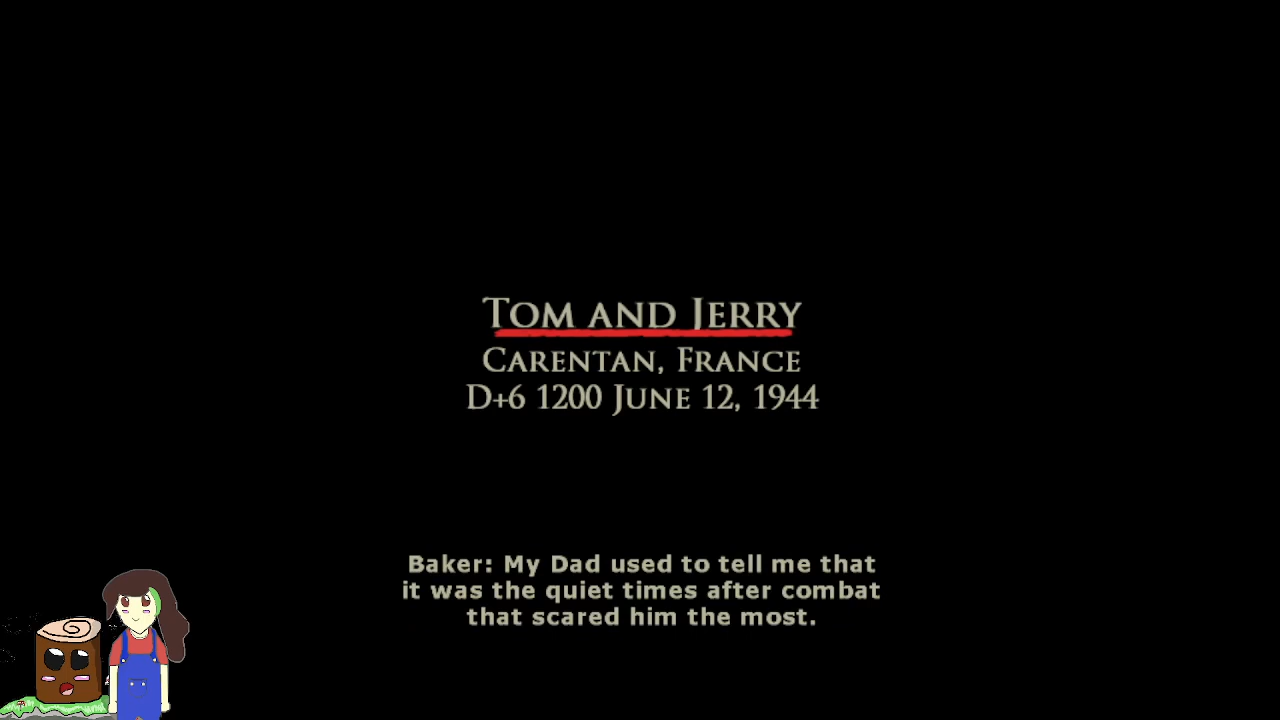 Tom and Jerry
Carentan, France
D+6 1200 June 12, 1944
Baker: My Dad used to tell me that
it was the quiet times after combat
that scared him the most.